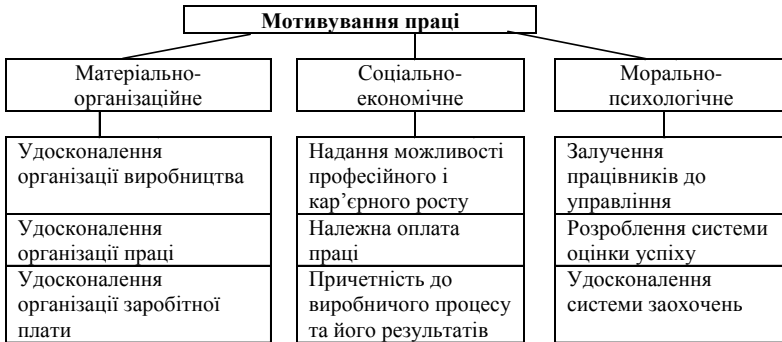 Мотивування праці
Матеріально-
організаційне
Удосконалення
організації виробництва
Удосконалення
організації праці
Удосконалення
організації заробітної
плати
Соціально-
економічне
Надання можливості
професійного і
кар’єрного росту
Належна оплата
праці
Причетність до
виробничого процесу
та його результатів
Морально-
психологічне
Залучення
працівників до
управління
Розроблення системи
оцінки успіху
Удосконалення
системи заохочень